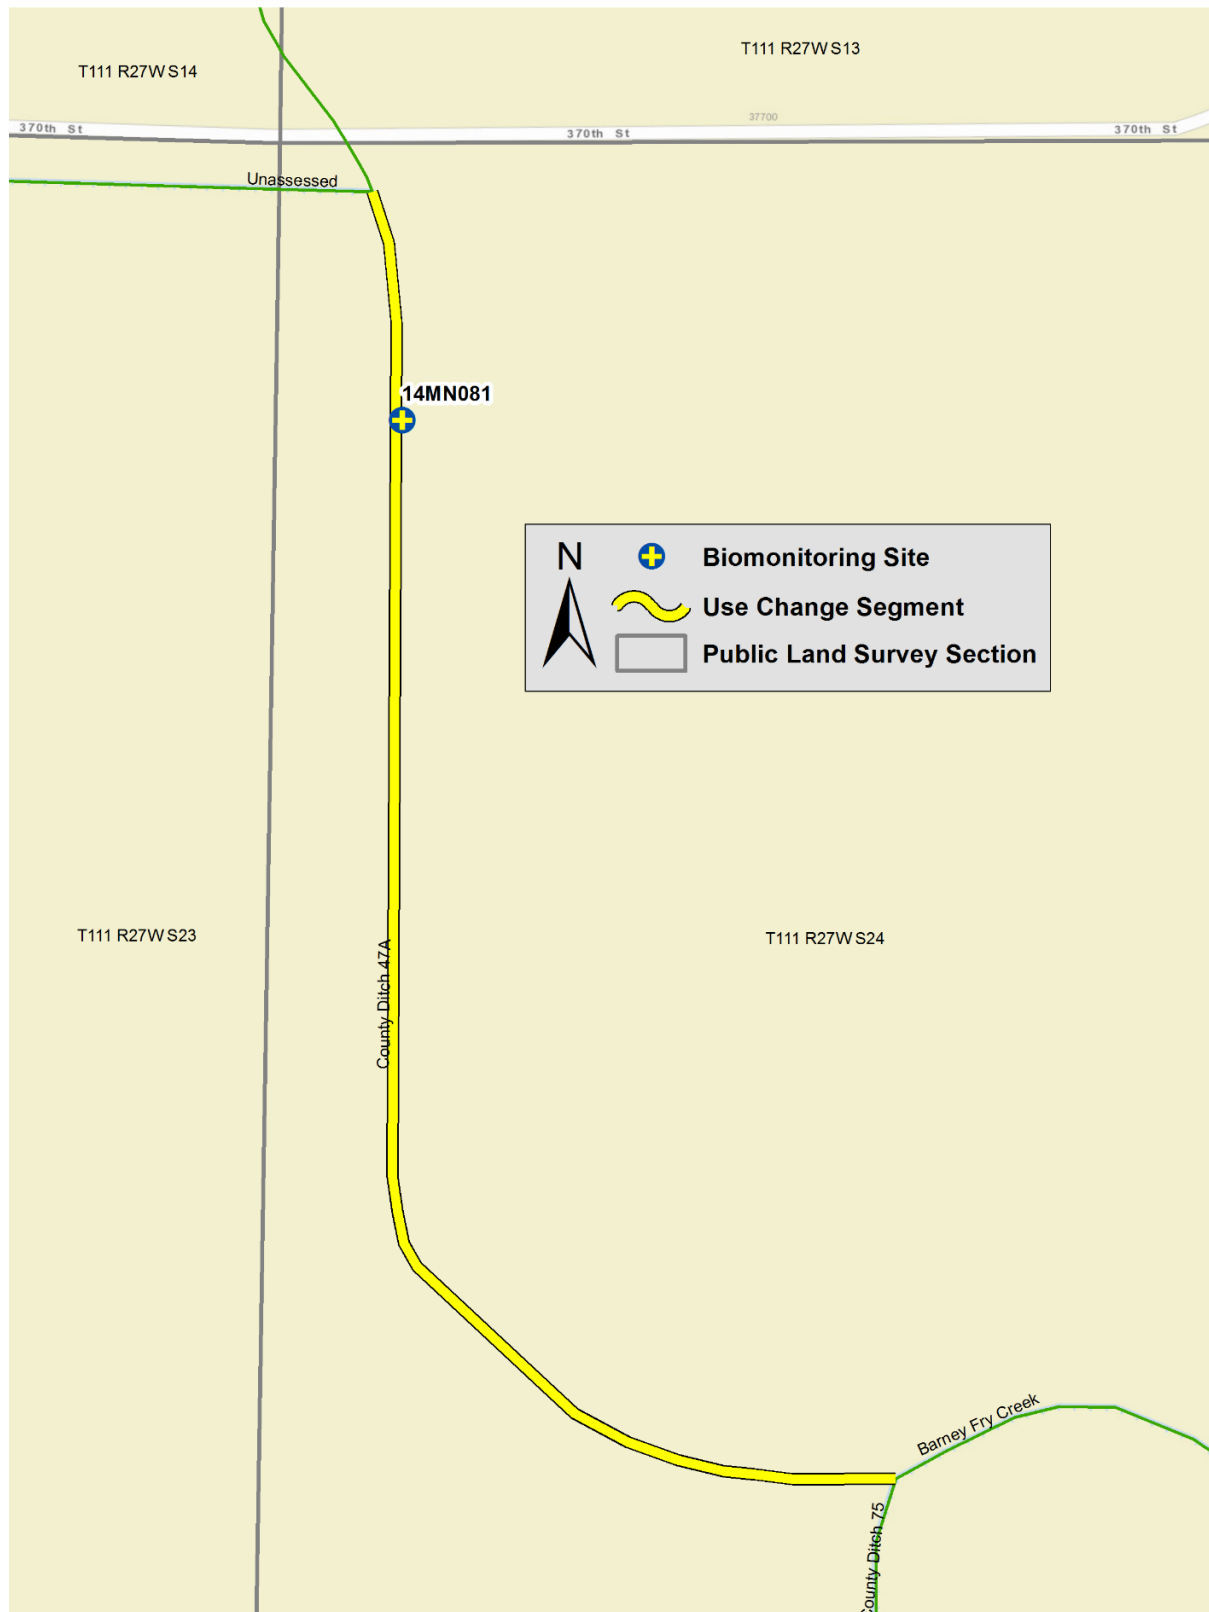 T111 R27W S13
T111 R27W S14
37700
370th St
370th St
370th St
Unassessed
14MN081
N
Biomonitoring Site
Use Change Segment
Public Land Survey Section
T111 R27W S23
T111 R27W S24
County Ditch 47A
Barney Fry Creek
County Ditch 75